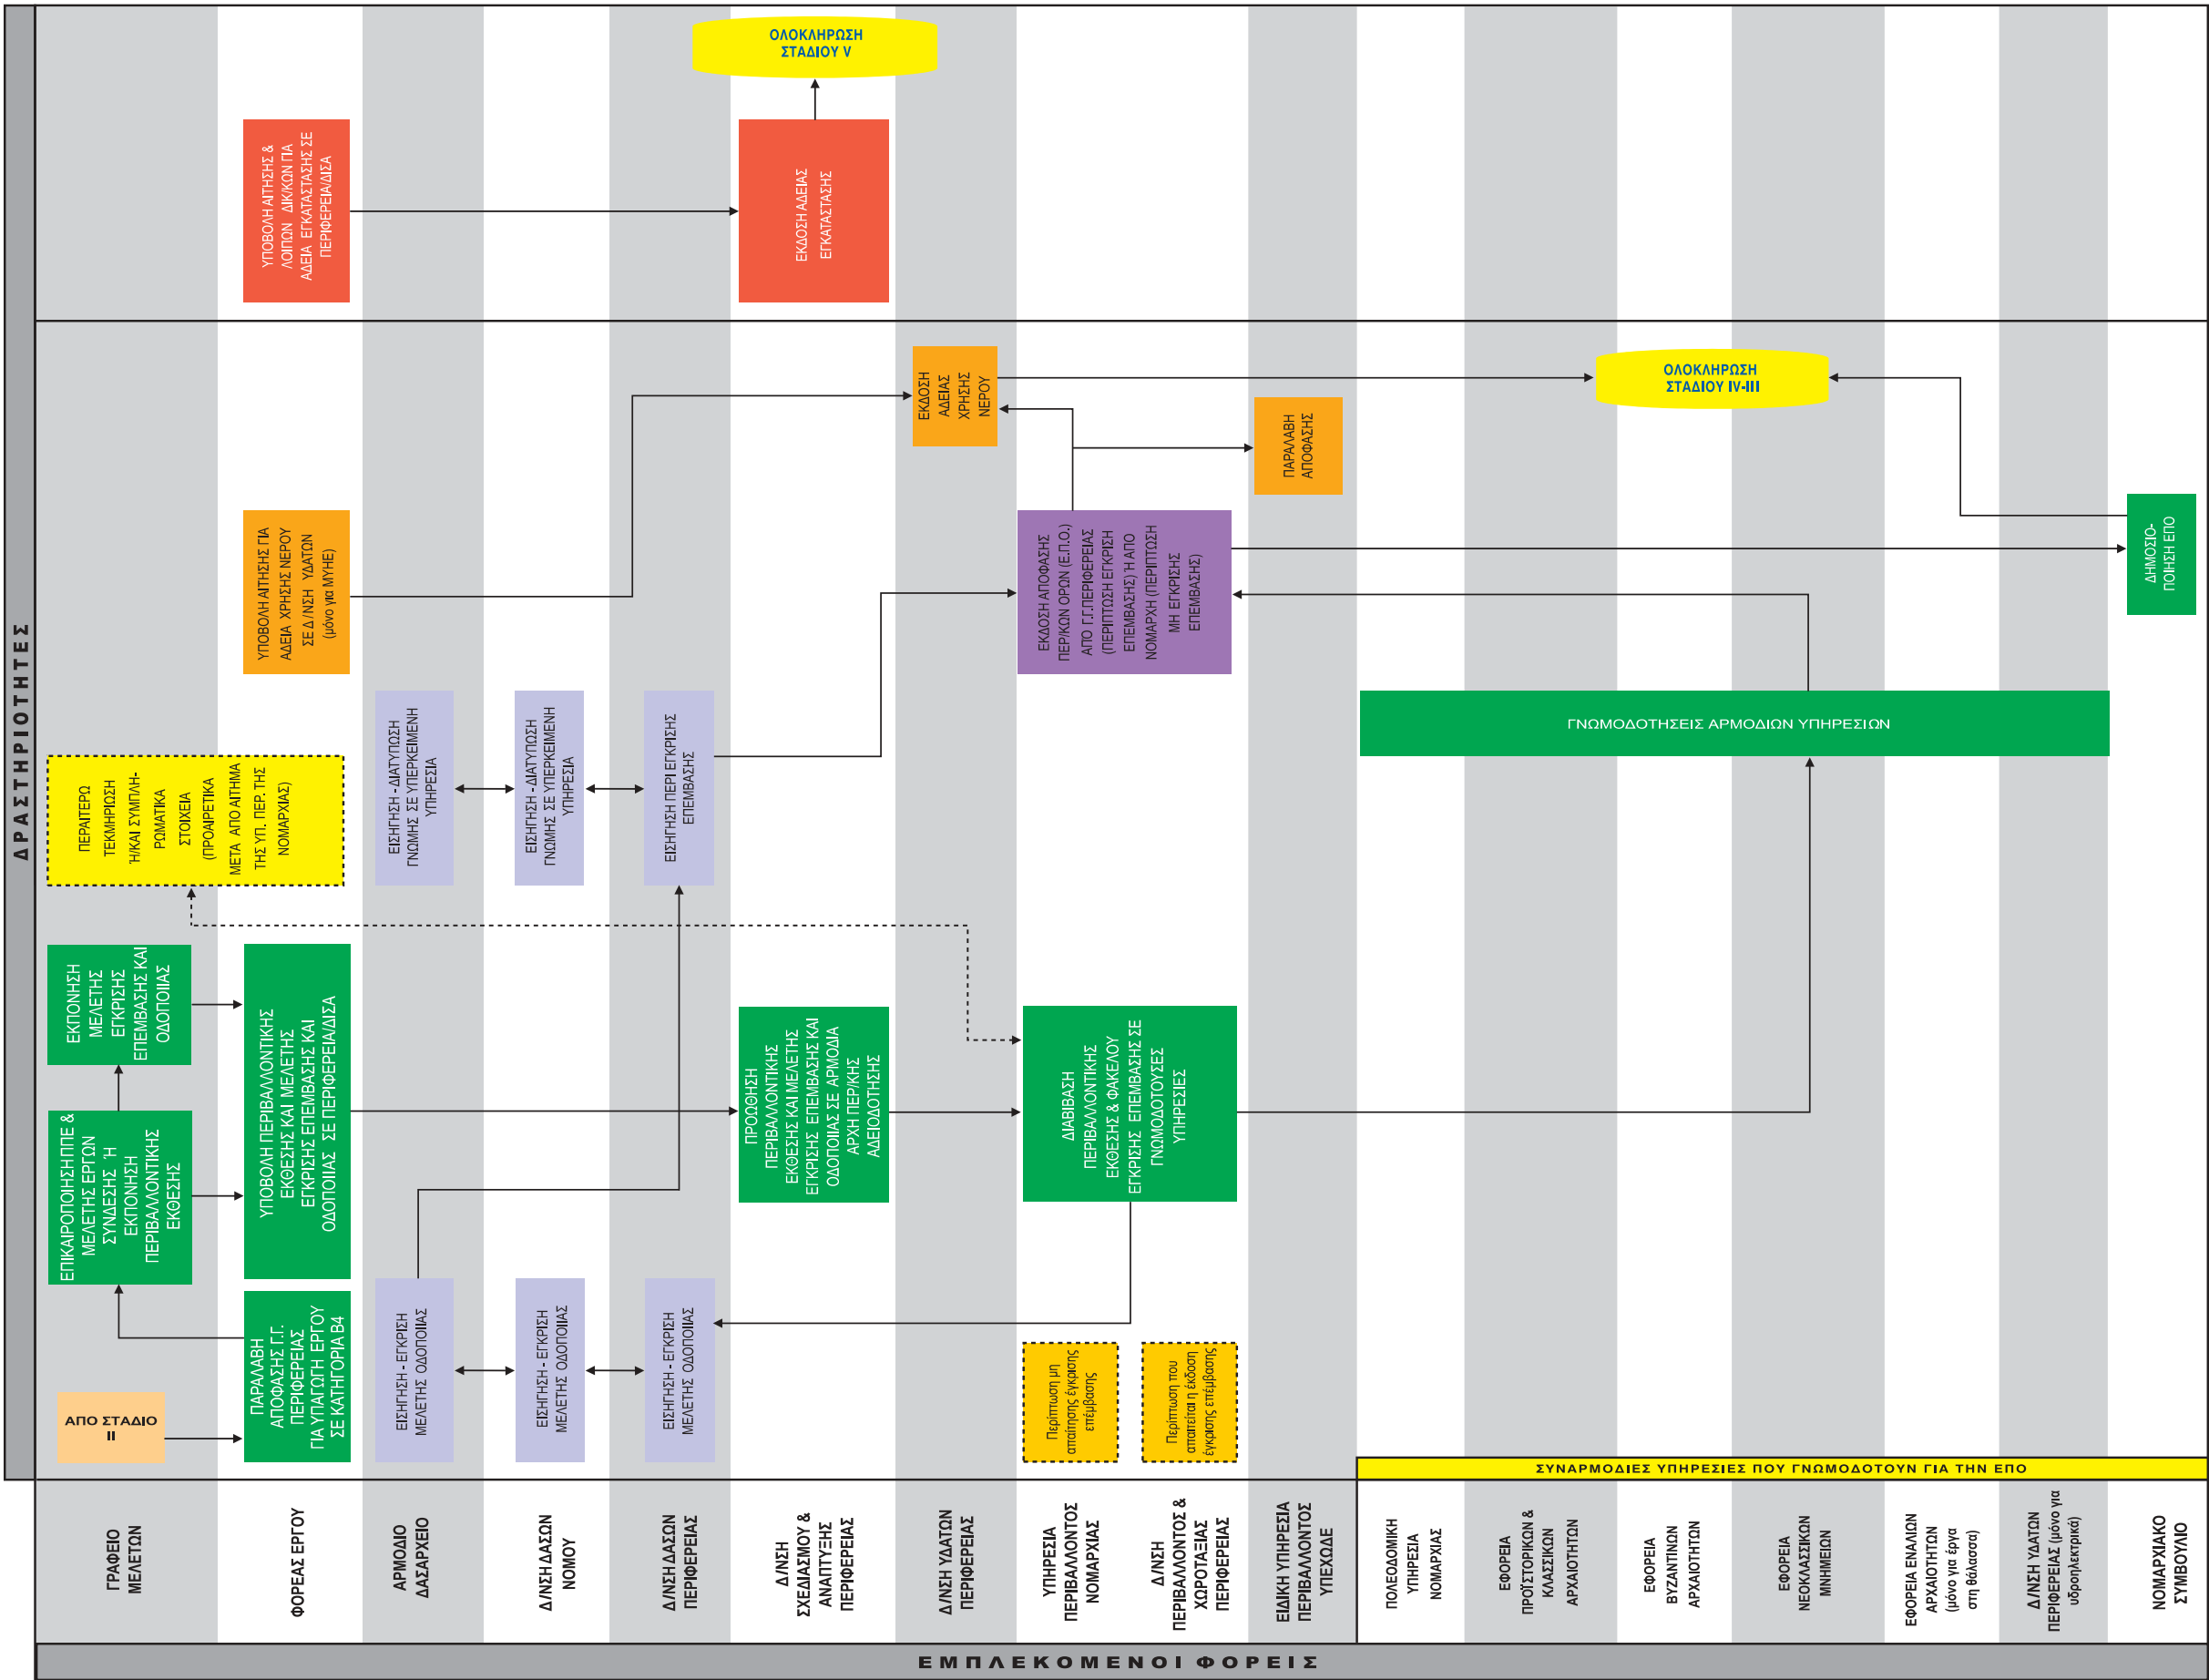 ΔΡΑΣΤΗΡΙΟΤΗΤΕΣ
ΕΜΠΛΕΚΟΜΕΝΟΙ ΦΟΡΕΙΣ
ΓΡΑΦΕΙΟ
ΜΕΛΕΤΩΝ
ΑΠΟ ΣΤΑΔΙΟ
ΙΙ
ΕΠΙΚΑΙΡΟΠΟΙΗΣΗ ΠΠΕ &
ΜΕΛΕΤΗΣ ΕΡΓΩΝ
ΣΥΝΔΕΣΗΣ Ή
ΕΚΠΟΝΗΣΗ
ΠΕΡΙΒΑΛΛΟΝΤΙΚΗΣ
ΕΚΘΕΣΗΣ
ΕΚΠΟΝΗΣΗ
ΜΕΛΕΤΗΣ
ΕΓΚΡΙΣΗΣ
ΕΠΕΜΒΑΣΗΣ ΚΑΙ
ΟΔΟΠΟΙΙΑΣ
ΠΕΡΑΙΤΕΡΩ
ΤΕΚΜΗΡΙΩΣΗ
Ή/ΚΑΙ ΣΥΜΠΛΗ-
ΡΩΜΑΤΙΚΑ
ΣΤΟΙΧΕΙΑ
(ΠΡΟΑΙΡΕΤΙΚΑ
ΜΕΤΑ ΑΠΟ ΑΙΤΗΜΑ
ΤΗΣ ΥΠ. ΠΕΡ. ΤΗΣ
ΝΟΜΑΡΧΙΑΣ)
ΦΟΡΕΑΣ ΕΡΓΟΥ
ΠΑΡΑΛΑΒΗ
ΑΠΟΦΑΣΗΣ Γ.Γ.
ΠΕΡΙΦΕΡΕΙΑΣ
ΓΙΑ ΥΠΑΓΩΓΗ ΕΡΓΟΥ
ΣΕ ΚΑΤΗΓΟΡΙΑ Β4
ΥΠΟΒΟΛΗ ΠΕΡΙΒΑΛΛΟΝΤΙΚΗΣ
ΕΚΘΕΣΗΣ ΚΑΙ ΜΕΛΕΤΗΣ
ΕΓΚΡΙΣΗΣ ΕΠΕΜΒΑΣΗΣ ΚΑΙ
ΟΔΟΠΟΙΙΑΣ ΣΕ ΠΕΡΙΦΕΡΕΙΑ/ΔΙΣΑ
ΥΠΟΒΟΛΗ ΑΙΤΗΣΗΣ ΓΙΑ
ΑΔΕΙΑ ΧΡΗΣΗΣ ΝΕΡΟΥ
ΣΕ Δ/ΝΣΗ ΥΔΑΤΩΝ
(μόνο για ΜΥΗΕ)
ΥΠΟΒΟΛΗ ΑΙΤΗΣΗΣ &
ΛΟΙΠΩΝ ΔΙΚ/ΚΩΝ ΓΙΑ
ΑΔΕΙΑ ΕΓΚΑΤΑΣΤΑΣΗΣ ΣΕ
ΠΕΡΙΦΕΡΕΙΑ/ΔΙΣΑ
ΑΡΜΟΔΙΟ
ΔΑΣΑΡΧΕΙΟ
ΕΙΣΗΓΗΣΗ - ΕΓΚΡΙΣΗ
ΜΕΛΕΤΗΣ ΟΔΟΠΟΙΙΑΣ
ΕΙΣΗΓΗΣΗ -ΔΙΑΤΥΠΩΣΗ
ΓΝΩΜΗΣ ΣΕ ΥΠΕΡΚΕΙΜΕΝΗ
ΥΠΗΡΕΣΙΑ
Δ/ΝΣΗ ΔΑΣΩΝ
ΝΟΜΟΥ
ΕΙΣΗΓΗΣΗ - ΕΓΚΡΙΣΗ
ΜΕΛΕΤΗΣ ΟΔΟΠΟΙΙΑΣ
ΕΙΣΗΓΗΣΗ -ΔΙΑΤΥΠΩΣΗ
ΓΝΩΜΗΣ ΣΕ ΥΠΕΡΚΕΙΜΕΝΗ
ΥΠΗΡΕΣΙΑ
Δ/ΝΣΗ ΔΑΣΩΝ
ΠΕΡΙΦΕΡΕΙΑΣ
ΕΙΣΗΓΗΣΗ - ΕΓΚΡΙΣΗ
ΜΕΛΕΤΗΣ ΟΔΟΠΟΙΙΑΣ
ΕΙΣΗΓΗΣΗ ΠΕΡΙ ΕΓΚΡΙΣΗΣ
ΕΠΕΜΒΑΣΗΣ
Δ/ΝΣΗ
ΣΧΕΔΙΑΣΜΟΥ &
ΑΝΑΠΤΥΞΗΣ
ΠΕΡΙΦΕΡΕΙΑΣ
ΠΡΟΩΘΗΣΗ
ΠΕΡΙΒΑΛΛΟΝΤΙΚΗΣ
ΕΚΘΕΣΗΣ ΚΑΙ ΜΕΛΕΤΗΣ
ΕΓΚΡΙΣΗΣ ΕΠΕΜΒΑΣΗΣ ΚΑΙ
ΟΔΟΠΟΙΙΑΣ ΣΕ ΑΡΜΟΔΙΑ
ΑΡΧΗ ΠΕΡ/ΚΗΣ
ΑΔΕΙΟΔΟΤΗΣΗΣ
ΕΚΔΟΣΗ ΑΔΕΙΑΣ
ΕΓΚΑΤΑΣΤΑΣΗΣ
ΟΛΟΚΛΗΡΩΣΗ
ΣΤΑΔΙΟΥ V
Δ/ΝΣΗ ΥΔΑΤΩΝ
ΠΕΡΙΦΕΡΕΙΑΣ
ΕΚΔΟΣΗ
ΑΔΕΙΑΣ
ΧΡΗΣΗΣ
ΝΕΡΟΥ
ΥΠΗΡΕΣΙΑ
ΠΕΡΙΒΑΛΛΟΝΤΟΣ
ΝΟΜΑΡΧΙΑΣ
Περίπτωση μη
απαίτησης έγκρισης
επέμβασης
ΔΙΑΒΙΒΑΣΗ
ΠΕΡΙΒΑΛΛΟΝΤΙΚΗΣ
ΕΚΘΕΣΗΣ & ΦΑΚΕΛΟΥ
ΕΓΚΡΙΣΗΣ ΕΠΕΜΒΑΣΗΣ ΣΕ
ΓΝΩΜΟΔΟΤΟΥΣΕΣ
ΥΠΗΡΕΣΙΕΣ
ΕΚΔΟΣΗ ΑΠΟΦΑΣΗΣ
ΠΕΡ/ΚΩΝ ΟΡΩΝ (Ε.Π.Ο.)
ΑΠΟ Γ.Γ.ΠΕΡΙΦΕΡΕΙΑΣ
(ΠΕΡΙΠΤΩΣΗ ΕΓΚΡΙΣΗ
ΕΠΕΜΒΑΣΗΣ) Ή ΑΠΟ
ΝΟΜΑΡΧΗ (ΠΕΡΙΠΤΩΣΗ
ΜΗ ΕΓΚΡΙΣΗΣ
ΕΠΕΜΒΑΣΗΣ)
Δ/ΝΣΗ
ΠΕΡΙΒΑΛΛΟΝΤΟΣ &
ΧΩΡΟΤΑΞΙΑΣ
ΠΕΡΙΦΕΡΕΙΑΣ
Περίπτωση που
απαιτείται η έκδοση
έγκρισης επέμβασης
ΕΙΔΙΚΗ ΥΠΗΡΕΣΙΑ
ΠΕΡΙΒΑΛΛΟΝΤΟΣ
ΥΠΕΧΩΔΕ
ΠΑΡΑΛΑΒΗ
ΑΠΟΦΑΣΗΣ
ΣΥΝΑΡΜΟΔΙΕΣ ΥΠΗΡΕΣΙΕΣ ΠΟΥ ΓΝΩΜΟΔΟΤΟΥΝ ΓΙΑ ΤΗΝ ΕΠΟ
ΠΟΛΕΟΔΟΜΙΚΗ
ΥΠΗΡΕΣΙΑ
ΝΟΜΑΡΧΙΑΣ
ΓΝΩΜΟΔΟΤΗΣΕΙΣ ΑΡΜΟΔΙΩΝ ΥΠΗΡΕΣΙΩΝ
ΕΦΟΡΕΙΑ
ΠΡΟΪΣΤΟΡΙΚΩΝ &
ΚΛΑΣΣΙΚΩΝ
ΑΡΧΑΙΟΤΗΤΩΝ
ΕΦΟΡΕΙΑ
ΒΥΖΑΝΤΙΝΩΝ
ΑΡΧΑΙΟΤΗΤΩΝ
ΟΛΟΚΛΗΡΩΣΗ
ΣΤΑΔΙΟΥ IV-III
ΕΦΟΡΕΙΑ
ΝΕΟΚΛΑΣΣΙΚΩΝ
ΜΝΗΜΕΙΩΝ
ΕΦΟΡΕΙΑ ΕΝΑΛΙΩΝ
ΑΡΧΑΙΟΤΗΤΩΝ
(μόνο για έργα
στη θάλασσα)
Δ/ΝΣΗ ΥΔΑΤΩΝ
ΠΕΡΙΦΕΡΕΙΑΣ (μόνο για
υδροηλεκτρικά)
ΝΟΜΑΡΧΙΑΚΟ
ΣΥΜΒΟΥΛΙΟ
ΔΗΜΟΣΙΟ-
ΠΟΙΗΣΗ ΕΠΟ